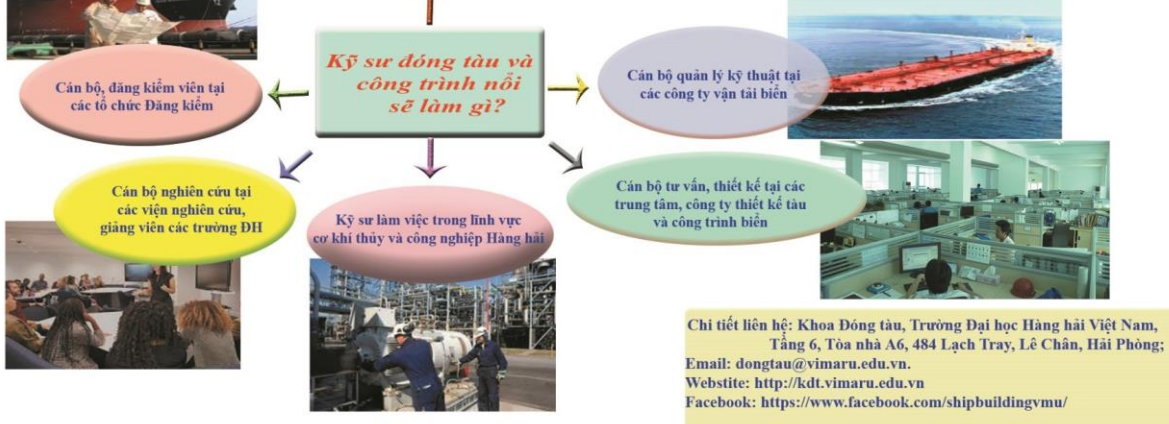 Kỹ sư đóng tàu và
công trình nổi
sẽ làm gì?
Cán bộ, đăng kiểm viên tại
các tổ chức Đăng kiểm
Cán bộ quản lý kỹ thuật tại
các công ty vận tải biển
Cán bộ nghiên cứu tại
các viện nghiên cứu,
giảng viên các trường ĐH
Kỹ sư làm việc trong lĩnh vực
cơ khí thủy và công nghiệp Hàng hải
Cán bộ tư vấn, thiết kế tại các
trung tâm, công ty thiết kế tàu
và công trình biển
Chi tiết liên hệ: Khoa Đóng tàu, Trường Đại học Hàng hải Việt Nam,
Tầng 6, Tòa nhà A6, 484 Lạch Tray, Lê Chân, Hải Phòng;
Email: dongtau@vimaru.edu.vn.
Webstite: http://kdt.vimaru.edu.vn
Facebook: https://www.facebook.com/shipbuildingvmu/